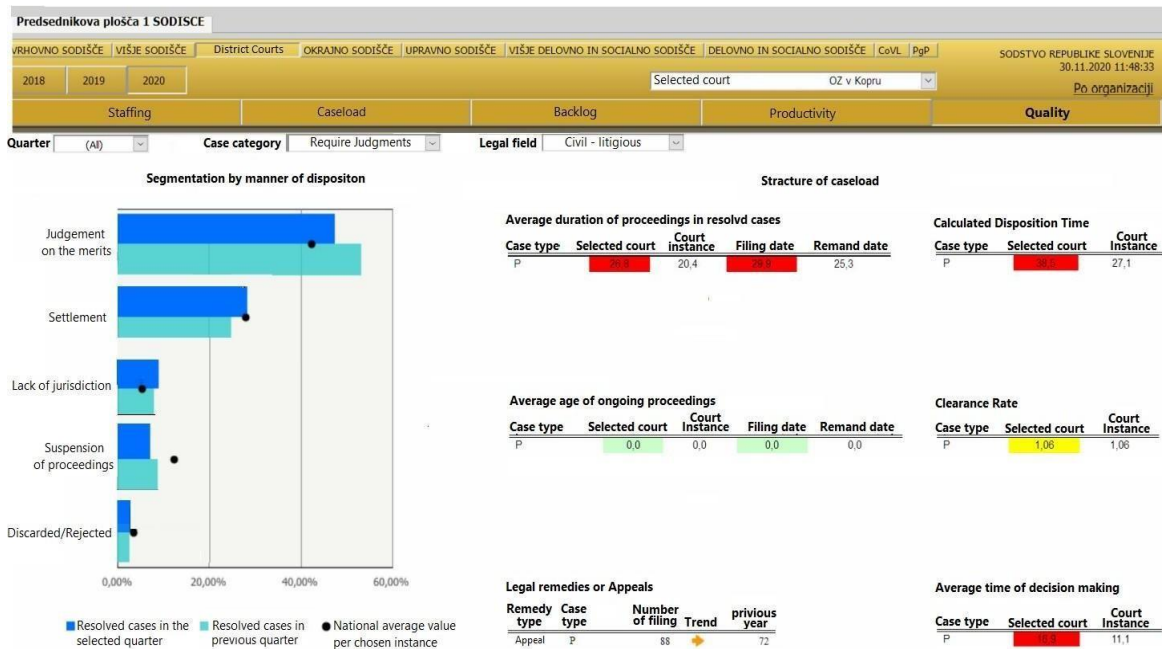 Predsednikova plošča 1 SODISCE
VRHOVNO SODIŠČE VIŠJE SODIŠČE District Courts OKRAJNO SODIŠČE UPRAVNO SODIŠČE VIŠJE DELOVNO IN SOCIALNO SODIŠČE DELOVNO IN SOCIALNO SODIŠČE CoVL PgP
SODSTVO REPUBLIKE SLOVENIJE
30.11.2020 11:48:33
2018 2019 2020
Selected court OZ v Kopru
Po organizaciji
Staffing Caseload Backlog Productivity Quality
Quarter (All) Case category Require Judgments Legal field Civil - litigious
Segmentation by manner of dispositon
Judgement
on the merits
Settlement
Lack of jurisdiction
Suspension
of proceedings
Discarded/Rejected
0,00% 20,00% 40,00% 60,00%
Resolved cases in the
selected quarter
Resolved cases in
previous quarter
National average value
per chosen instance
Stracture of caseload
Average duration of proceedings in resolvd cases
Case type Selected court Court instance Filing date Remand date
P 20,4 25,3
Calculated Disposition Time
Case type Selected court Court Instance
P 27,1
Average age of ongoing proceedings
Case type Selected court Court Instance Filing date Remand date
P 0,0 0,0 0,0 0,0
Clearance Rate
Case type Selected court Court Instance
P 1,06 1,06
Legal remedies or Appeals
Remedy type Case type Number of filing Trend privious year
Appeal P 88 72
Average time of decision making
Case type Selected court Court Instance
P 11,1